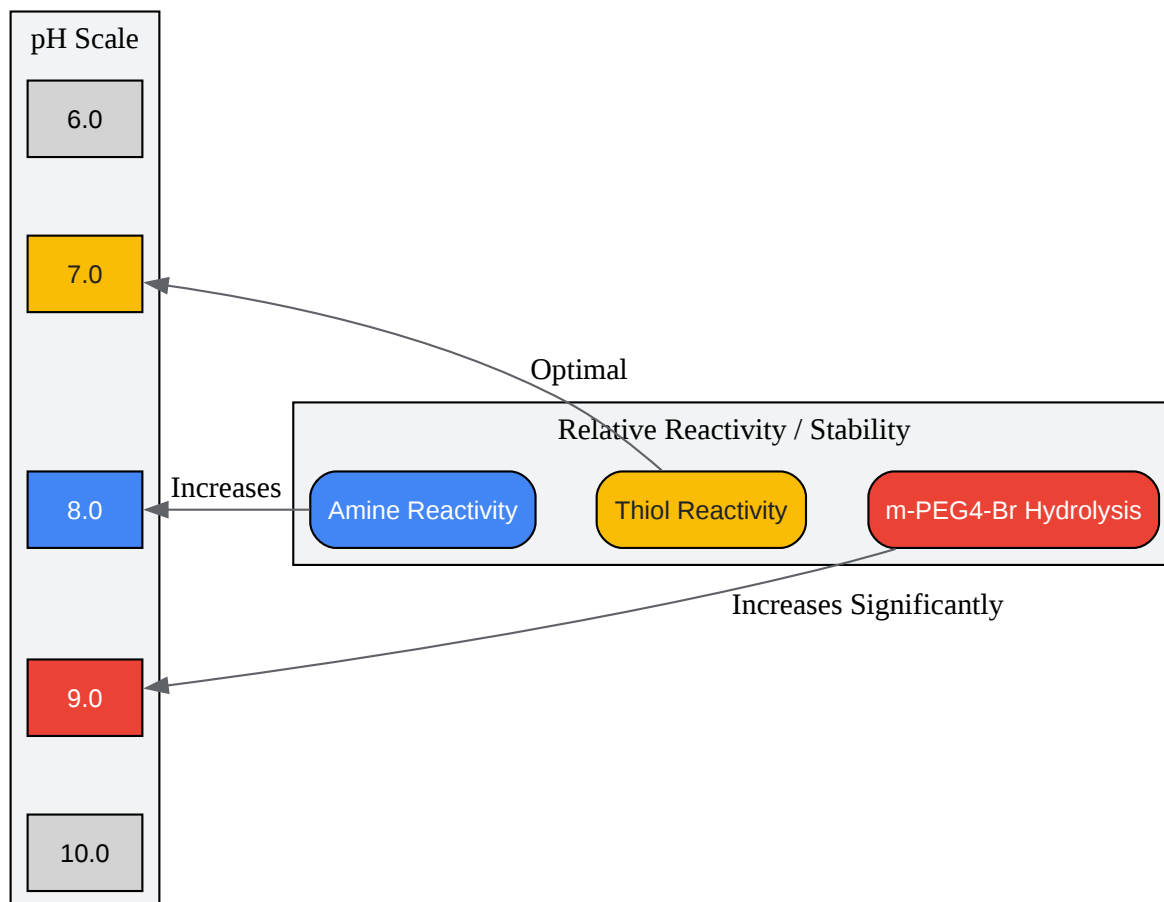 pH Scale
6.0
7.0
Optimal
Relative Reactivity / Stability
Increases
8.0
Amine Reactivity
Thiol Reactivity
m-PEG4-Br Hydrolysis
Increases Significantly
9.0
10.0